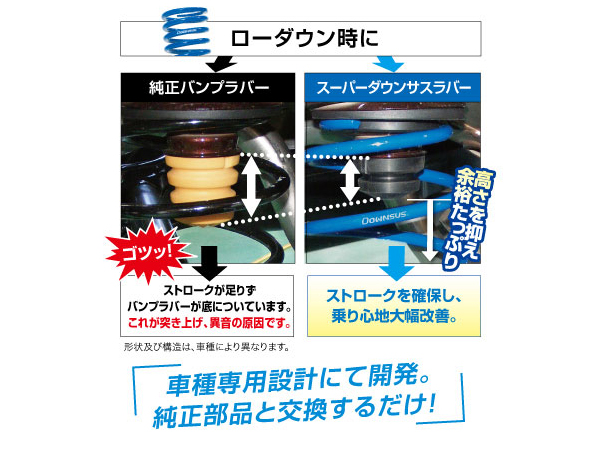 ローダウン時に
純正バンプラバー
スーパーダウンサスラバー
DOWNSUS
高さを抑え
余裕たっぷり
ゴツッ!
ストロークが足りず
バンプラバーが底についています。
これが突き上げ、異音の原因です。
ストロークを確保し、
乗り心地大幅改善。
形状及び構造は、車種により異なります。
車種専用設計にて開発。
純正部品と交換するだけ!